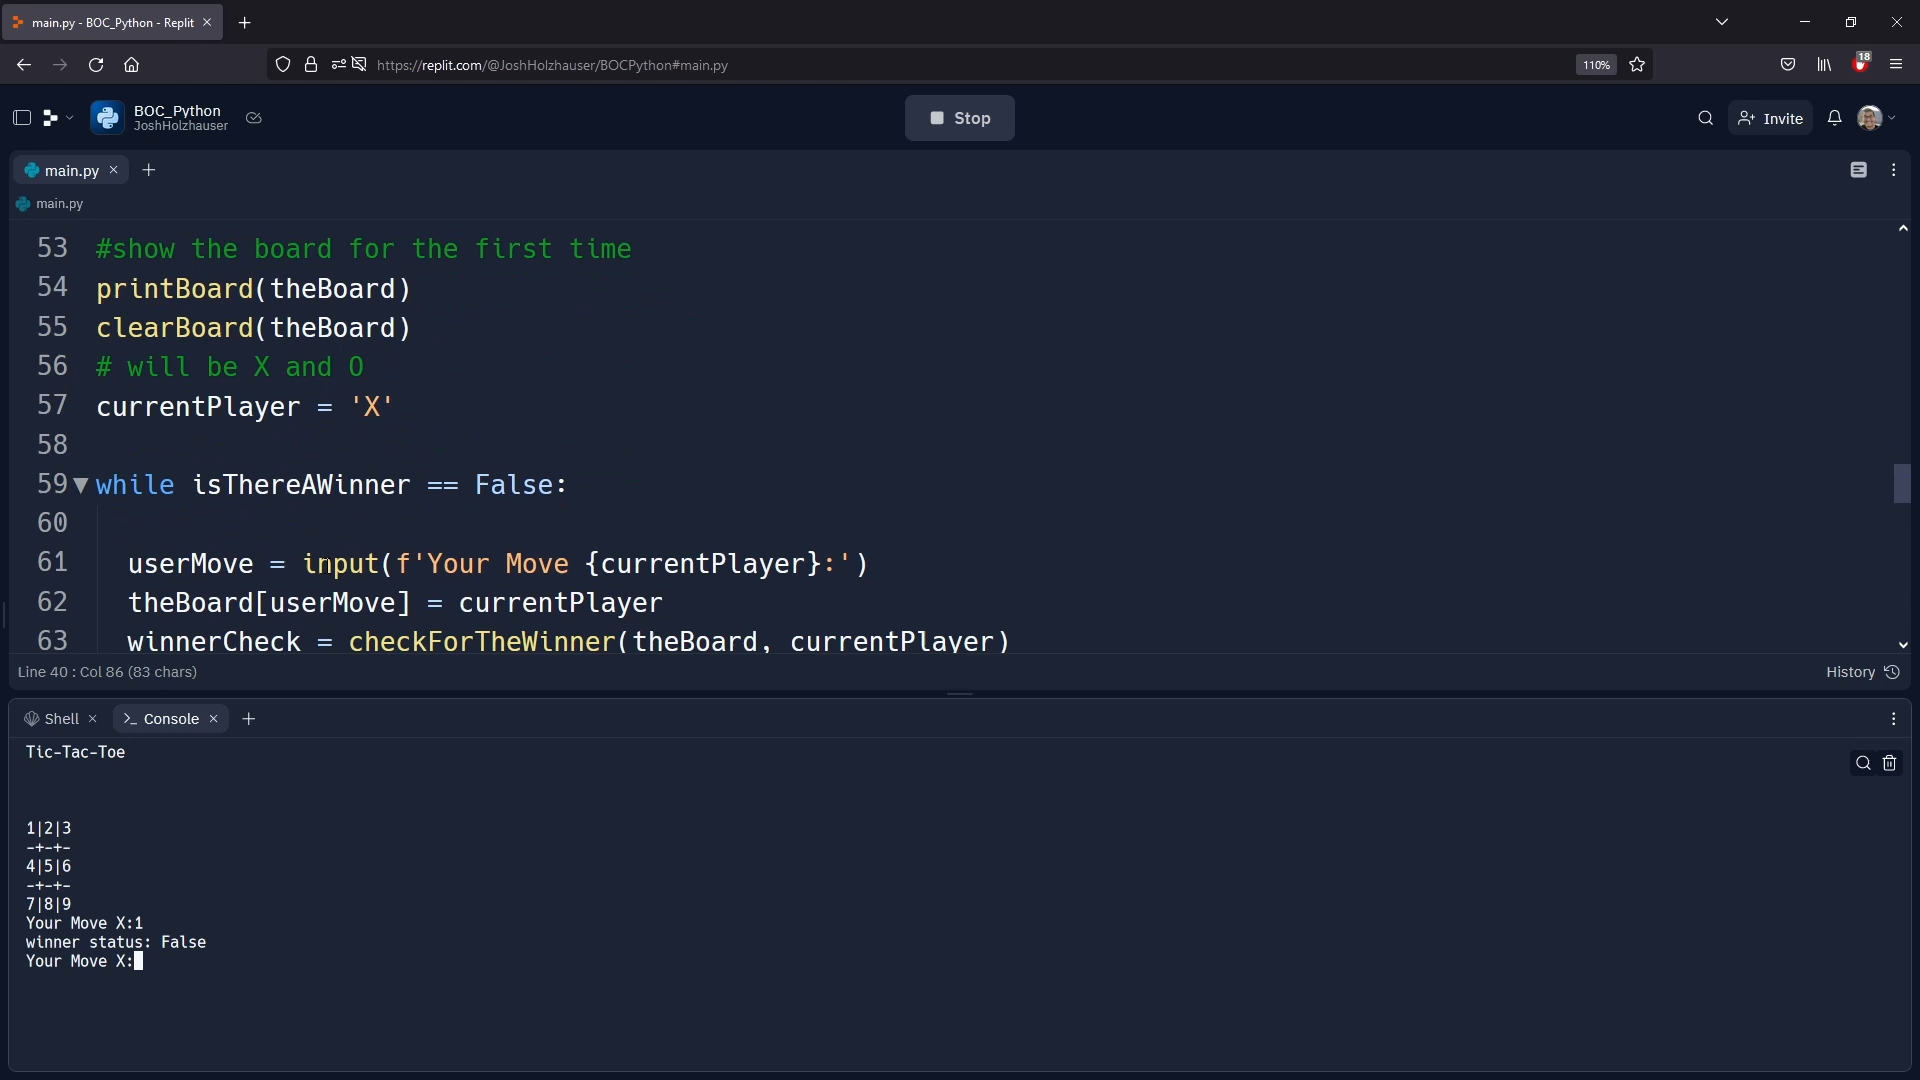 main.py - BOC_Python - Replit
https://replit.com/@JoshHolzhauser/BOCPython#main.py
110%
18
BOC_Python
JoshHolzhauser
Stop
Invite
main.py
main.py
53 #show the board for the first time
54 printBoard(theBoard)
55 clearBoard(theBoard)
56 # will be X and O
57 currentPlayer = 'X'
58
59 while isThereAWinner == False:
60
61 userMove = input(f'Your Move {currentPlayer}:')
62 theBoard[userMove] = currentPlayer
63 winnerCheck = checkForTheWinner(theBoard, currentPlayer)
Line 40 : Col 86 (83 chars)
History
Shell
Console
Tic-Tac-Toe
1|2|3
-+-+-
4|5|6
-+-+-
7|8|9
Your Move X:1
winner status: False
Your Move X: